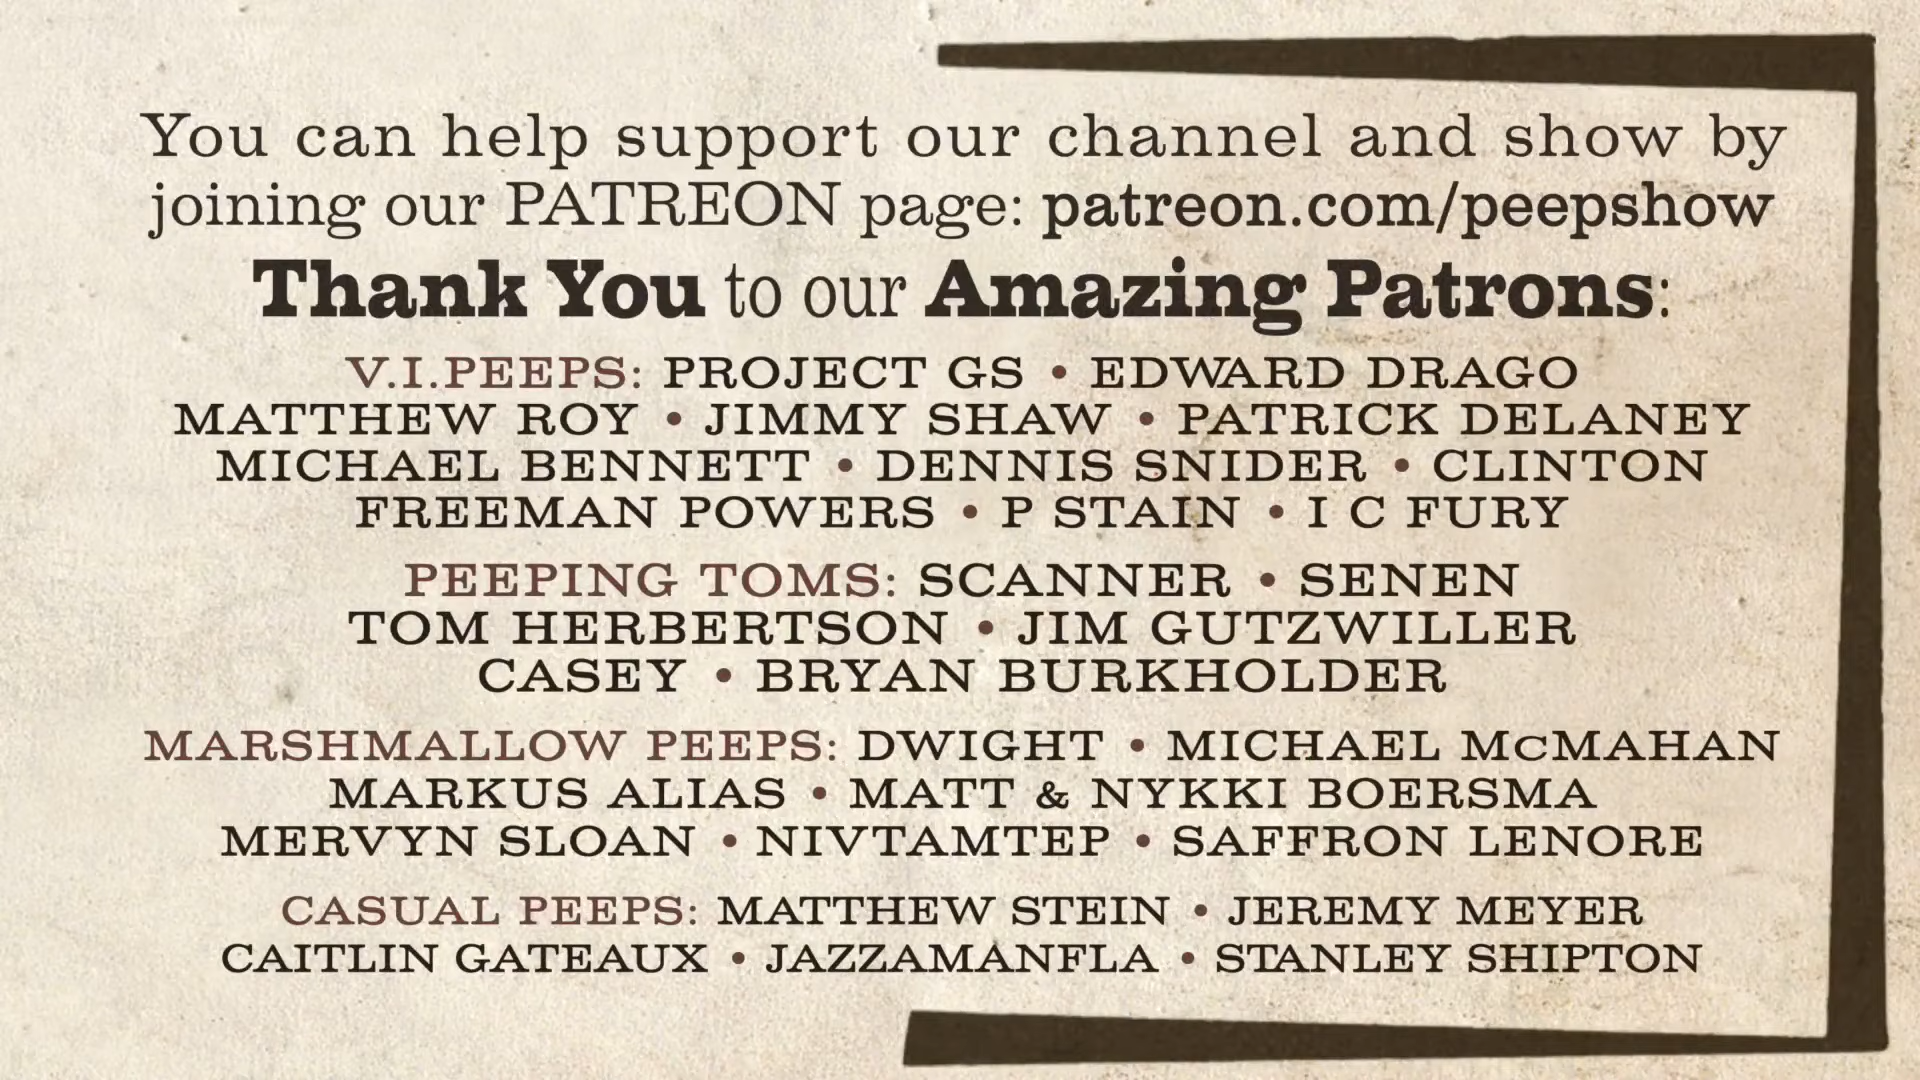 You can help support our channel and show by
joining our PATREON page: patreon.com/peepshow
Thank You to our Amazing Patrons:
V.I.PEEPS: PROJECT GS • EDWARD DRAGO
MATTHEW ROY • JIMMY SHAW • PATRICK DELANEY
MICHAEL BENNETT • DENNIS SNIDER • CLINTON
FREEMAN POWERS • P STAIN • I C FURY
PEEPING TOMS: SCANNER • SENEN
TOM HERBERTSON • JIM GUTZWILLER
CASEY • BRYAN BURKHOLDER
MARSHMALLOW PEEPS: DWIGHT • MICHAEL McMAHAN
MARKUS ALIAS • MATT & NYKKI BOERSMA
MERVYN SLOAN • NIVTAMTEP • SAFFRON LENORE
CASUAL PEEPS: MATTHEW STEIN • JEREMY MEYER
CAITLIN GATEAUX • JAZZAMANFLA • STANLEY SHIPTON